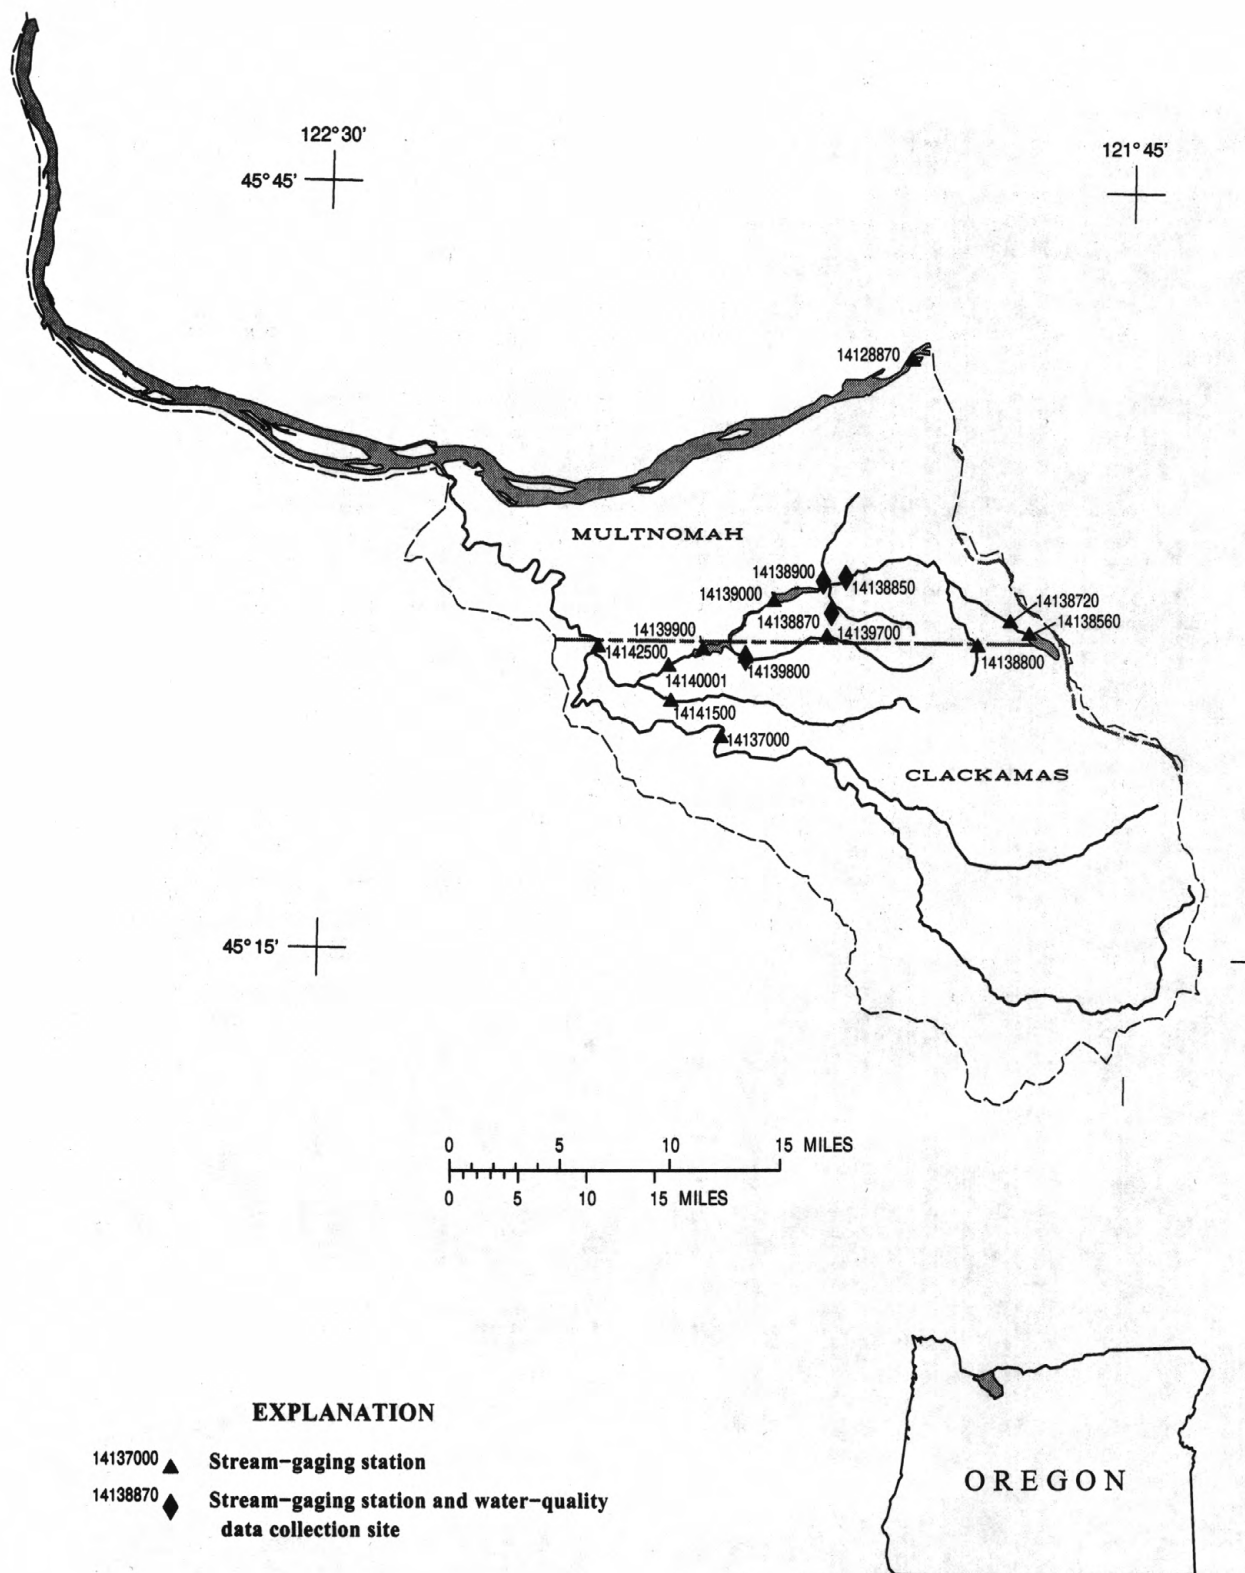 122°30'
121°45'
45°45'
14128870
MULTNOMAH
14138900
14138850
14139000
14138720
14138870
14138560
14139900
14139700
14142500
14138800
14139800
14140001
14141500
14137000
CLACKAMAS
45°15'
0 5 10 15 MILES
0 5 10 15 MILES
EXPLANATION
14137000 Stream-gaging station
14138870 Stream-gaging station and water-quality
data collection site
OREGON